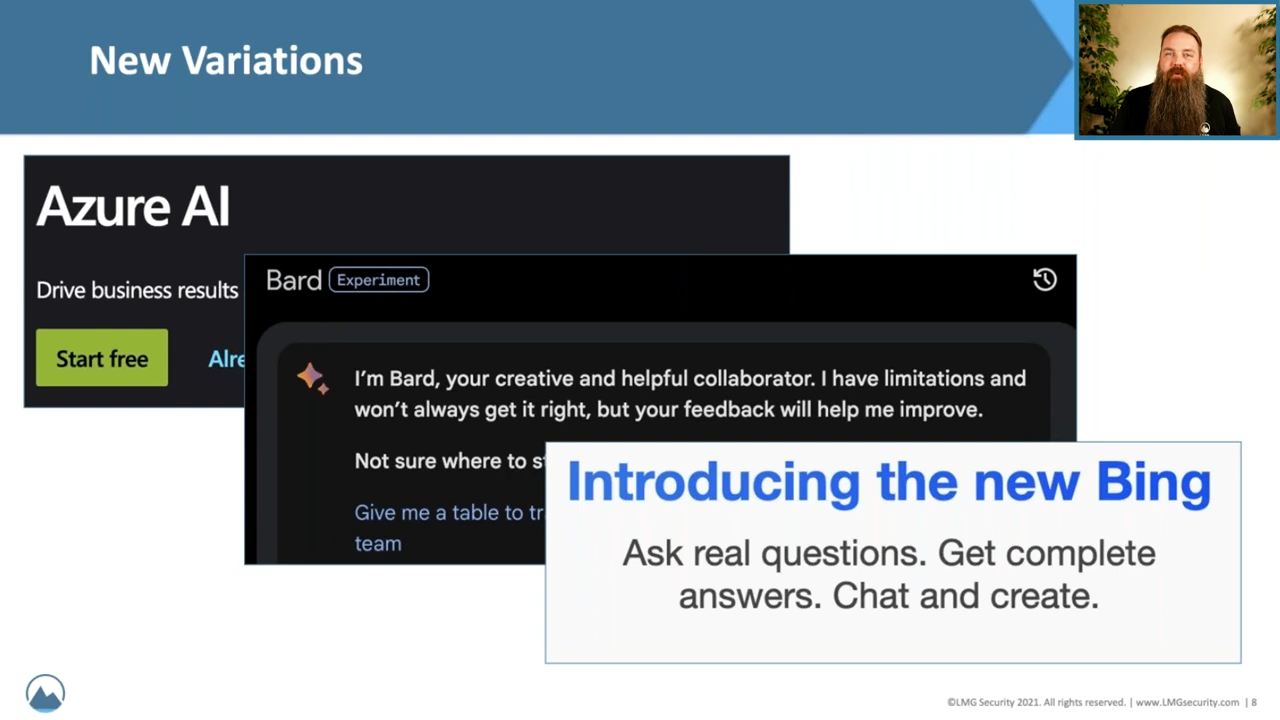 New Variations
Azure AI
Drive business results
Start free
Alre
Bard Experiment
I'm Bard, your creative and helpful collaborator. I have limitations and
won't always get it right, but your feedback will help me improve.
Not sure where to st
Give me a table to tr
team
Introducing the new Bing
Ask real questions. Get complete
answers. Chat and create.
©LMG Security 2021. All rights reserved. | www.LMGsecurity.com | 8